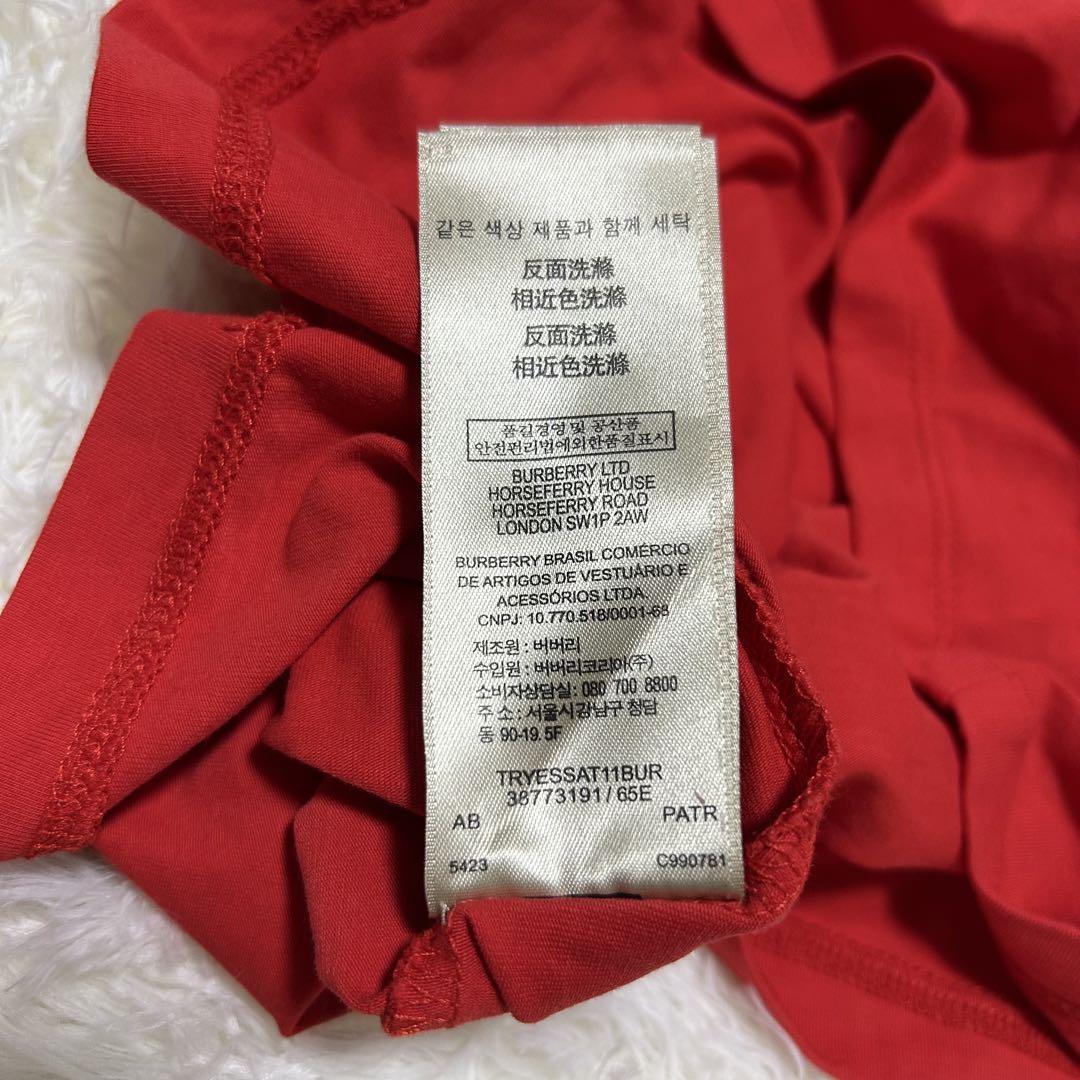 같은 색상 제품과 함께 세탁
反面洗滌
相近色洗滌
反面洗滌
相近色洗滌
품질경영 및 공산품
안전편리법에의한품질표시
BURBERRY LTD
HORSEFERRY HOUSE
HORSEFERRY ROAD
LONDON SW1P 2AW
BURBERRY BRASIL COMÉRCIO
DE ARTIGOS DE VESTUÁRIO E
ACESSÓRIOS LTDA
CNPJ: 10.770.518/0001-68
제조원 : 버버리
수입원 : 버버리코리아(주)
소비자상담실: 080 700 8800
주 소 : 서울시강남구 청담
동 90-19. 5F
TRYESSAT11BUR
38773191 / 65E
AB PATR
5423 C990781